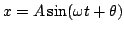 x = A sin(ωt + θ)